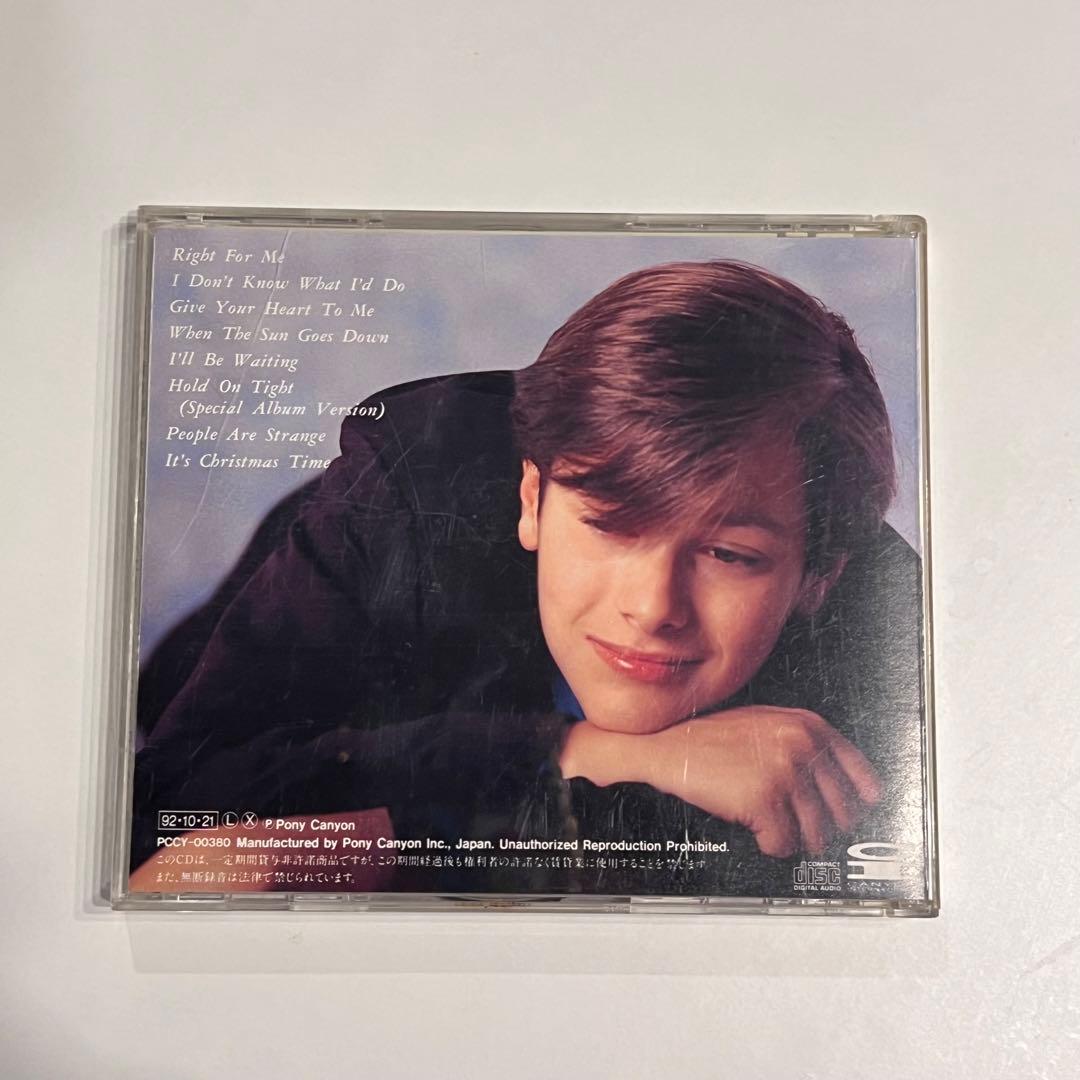 Right For Me
I Don't Know What I'd Do
Give Your Heart To Me
When The Sun Goes Down
I'll Be Waiting
Hold On Tight
(Special Album Version)
People Are Strange
It's Christmas Time
92・10・21 L X ℗ Pony Canyon
PCCY-00380 Manufactured by Pony Canyon Inc., Japan. Unauthorized Reproduction Prohibited.
このCDは、一定期間貸与非許諾商品ですが、この期間経過後も権利者の許諾なく賃貸業に使用することを禁じます
また、無断録音は法律で禁じられています。
COMPACT
disc
DIGITAL AUDIO